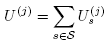 $U^{(j)} = \sum_{s \in \mathcal{S}} U_s^{(j)}$